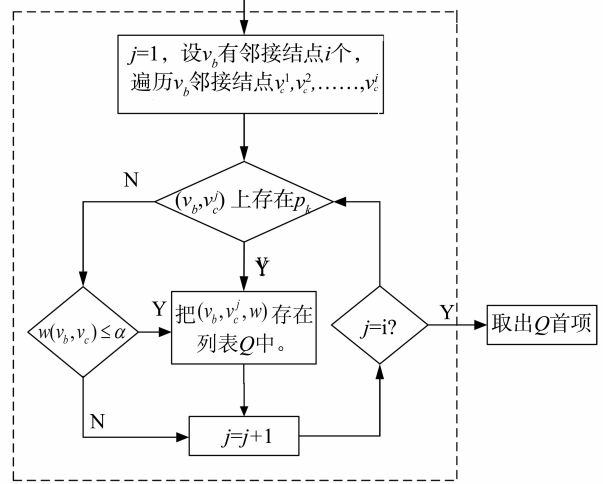 j=1，设v_b有邻接结点i个，
遍历v_b邻接结点v_c^1,v_c^2,……,v_c^i
N
(v_b,v_c^j)上存在p_k
Y
w(v_b,v_c)≤α
Y
把(v_b,v_c^j,w)存在
列表Q中。
j=i?
Y
取出Q首项
N
j=j+1